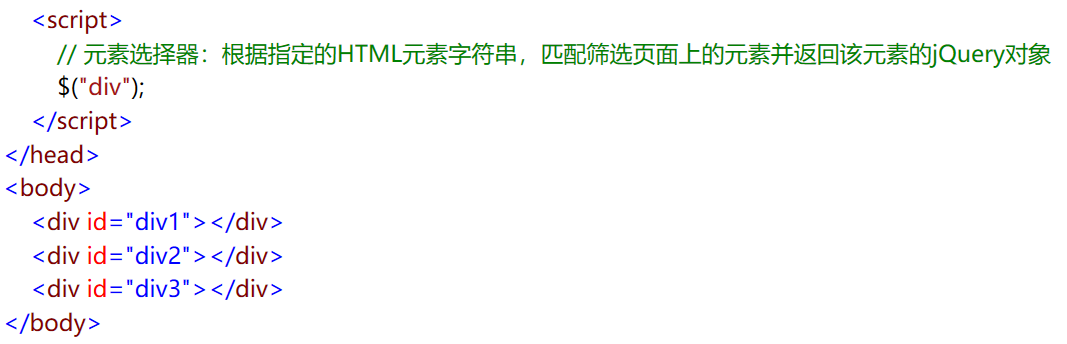 <script>
// 元素选择器：根据指定的HTML元素字符串，匹配筛选页面上的元素并返回该元素的jQuery对象
$("div");
</script>
</head>
<body>
<div id="div1"></div>
<div id="div2"></div>
<div id="div3"></div>
</body>